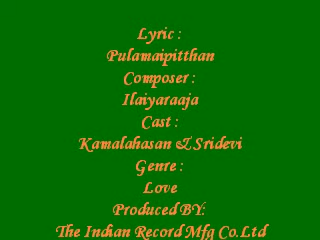 Lyric :
Pulamaipitthan
Composer :
Ilaiyaraaja
Cast :
Kamalahasan & Sridevi
Genre :
Love
Produced BY:
The Indian Record Mfg Co.Ltd